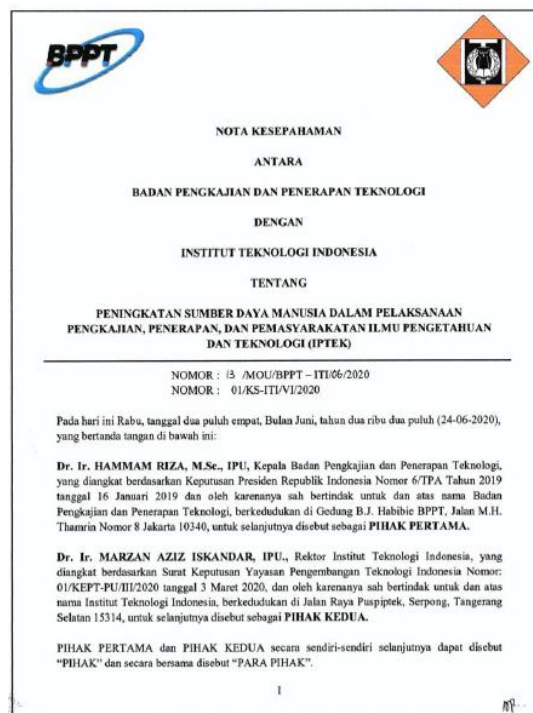 BPPT
NOTA KESEPAHAMAN
ANTARA
BADAN PENGKAJIAN DAN PENERAPAN TEKNOLOGI
DENGAN
INSTITUT TEKNOLOGI INDONESIA
TENTANG
PENINGKATAN SUMBER DAYA MANUSIA DALAM PELAKSANAAN
PENGKAJIAN, PENERAPAN, DAN PEMASYARAKATAN ILMU PENGETAHUAN
DAN TEKNOLOGI (IPTEK)
NOMOR : 13 /MOU/BPPT – ITI/06/2020
NOMOR : 01/KS-ITI/VI/2020
Pada hari ini Rabu, tanggal dua puluh empat, Bulan Juni, tahun dua ribu dua puluh (24-06-2020),
yang bertanda tangan di bawah ini:
Dr. Ir. HAMMAM RIZA, M.Sc., IPU, Kepala Badan Pengkajian dan Penerapan Teknologi,
yang diangkat berdasarkan Keputusan Presiden Republik Indonesia Nomor 6/TPA Tahun 2019
tanggal 16 Januari 2019 dan oleh karenanya sah bertindak untuk dan atas nama Badan
Pengkajian dan Penerapan Teknologi, berkedudukan di Gedung B.J. Habibie BPPT, Jalan M.H.
Thamrin Nomor 8 Jakarta 10340, untuk selanjutnya disebut sebagai PIHAK PERTAMA.
Dr. Ir. MARZAN AZIZ ISKANDAR, IPU., Rektor Institut Teknologi Indonesia, yang
diangkat berdasarkan Surat Keputusan Yayasan Pengembangan Teknologi Indonesia Nomor:
01/KEPT-PU/III/2020 tanggal 3 Maret 2020, dan oleh karenanya sah bertindak untuk dan atas
nama Institut Teknologi Indonesia, berkedudukan di Jalan Raya Puspiptek, Serpong, Tangerang
Selatan 15314, untuk selanjutnya disebut sebagai PIHAK KEDUA.
PIHAK PERTAMA dan PIHAK KEDUA secara sendiri-sendiri selanjutnya dapat disebut
“PIHAK” dan secara bersama disebut “PARA PIHAK”.
1